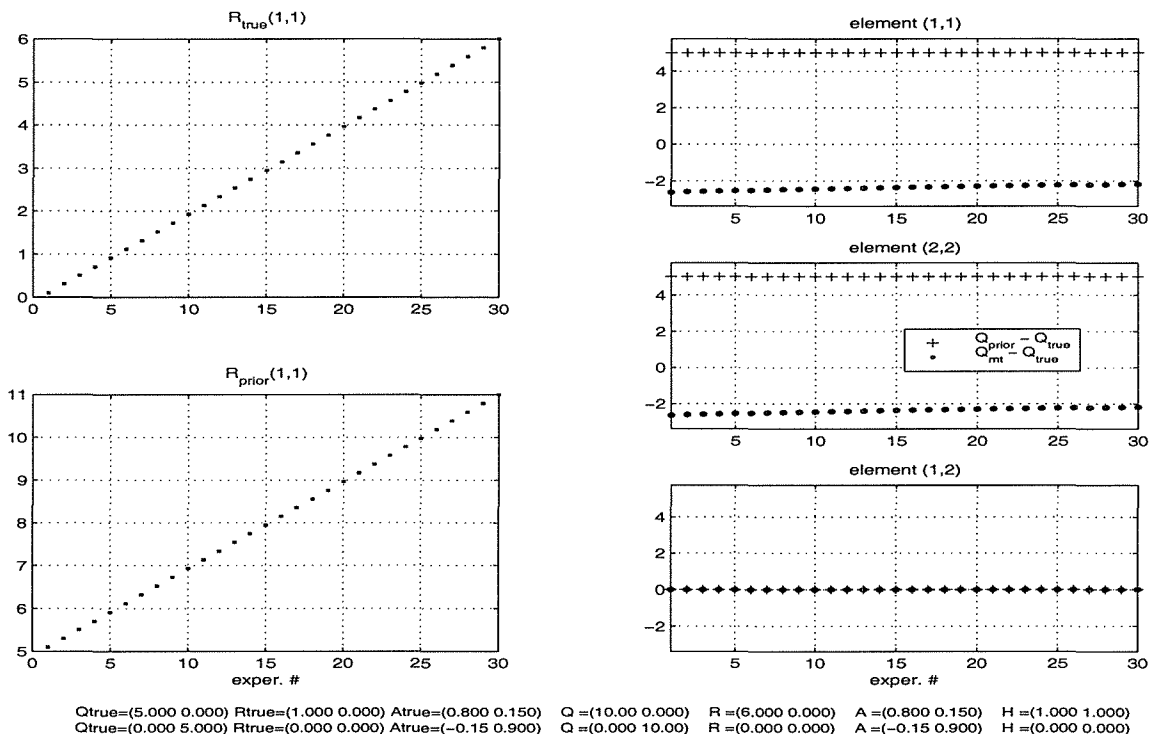 R_true(1,1)
6
5
4
3
2
1
0
0 5 10 15 20 25 30
R_prior(1,1)
11
10
9
8
7
6
5
0 5 10 15 20 25 30
exper. #
element (1,1)
4
2
0
−2
5 10 15 20 25 30
element (2,2)
4
2
0
−2
Q_prior − Q_true
Q_mt − Q_true
5 10 15 20 25 30
element (1,2)
4
2
0
−2
5 10 15 20 25 30
exper. #
Qtrue=(5.000 0.000) Rtrue=(1.000 0.000) Atrue=(0.800 0.150) Q =(10.00 0.000) R =(6.000 0.000) A =(0.800 0.150) H =(1.000 1.000)
Qtrue=(0.000 5.000) Rtrue=(0.000 0.000) Atrue=(−0.15 0.900) Q =(0.000 10.00) R =(0.000 0.000) A =(−0.15 0.900) H =(0.000 0.000)